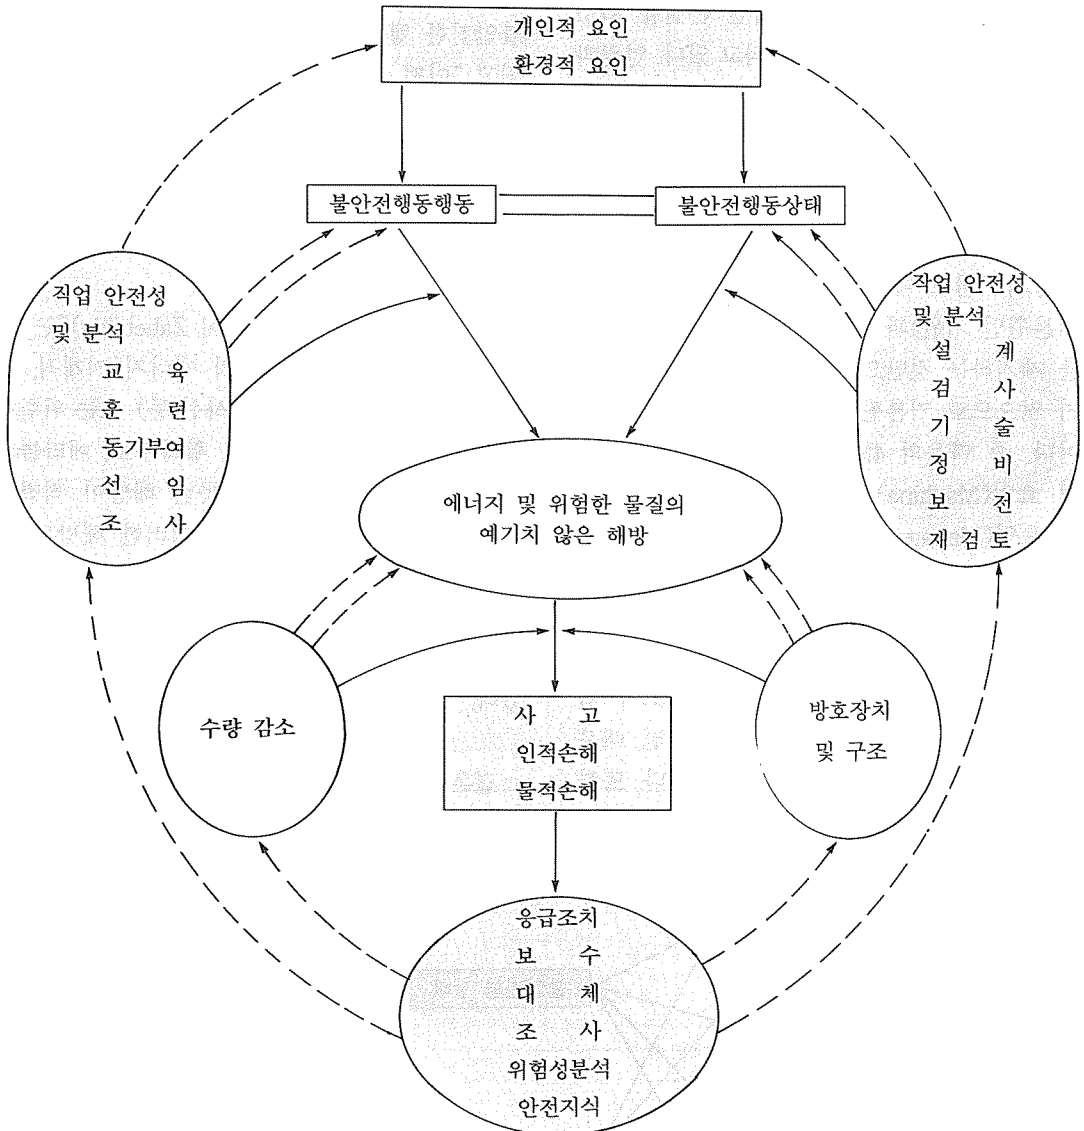 개인적 요인
환경적 요인
불안전행동행동
불안전행동상태
직업 안전성
및 분석
교 육
훈 련
동기부여
선 임
조 사
작업 안전성
및 분석
설 계
검 사
기 술
정 비
보 전
재 검 토
에너지 및 위험한 물질의
예기치 않은 해방
수량 감소
사 고
인적손해
물적손해
방호장치
및 구조
응급조치
보 수
대 체
조 사
위험성분석
안전지식